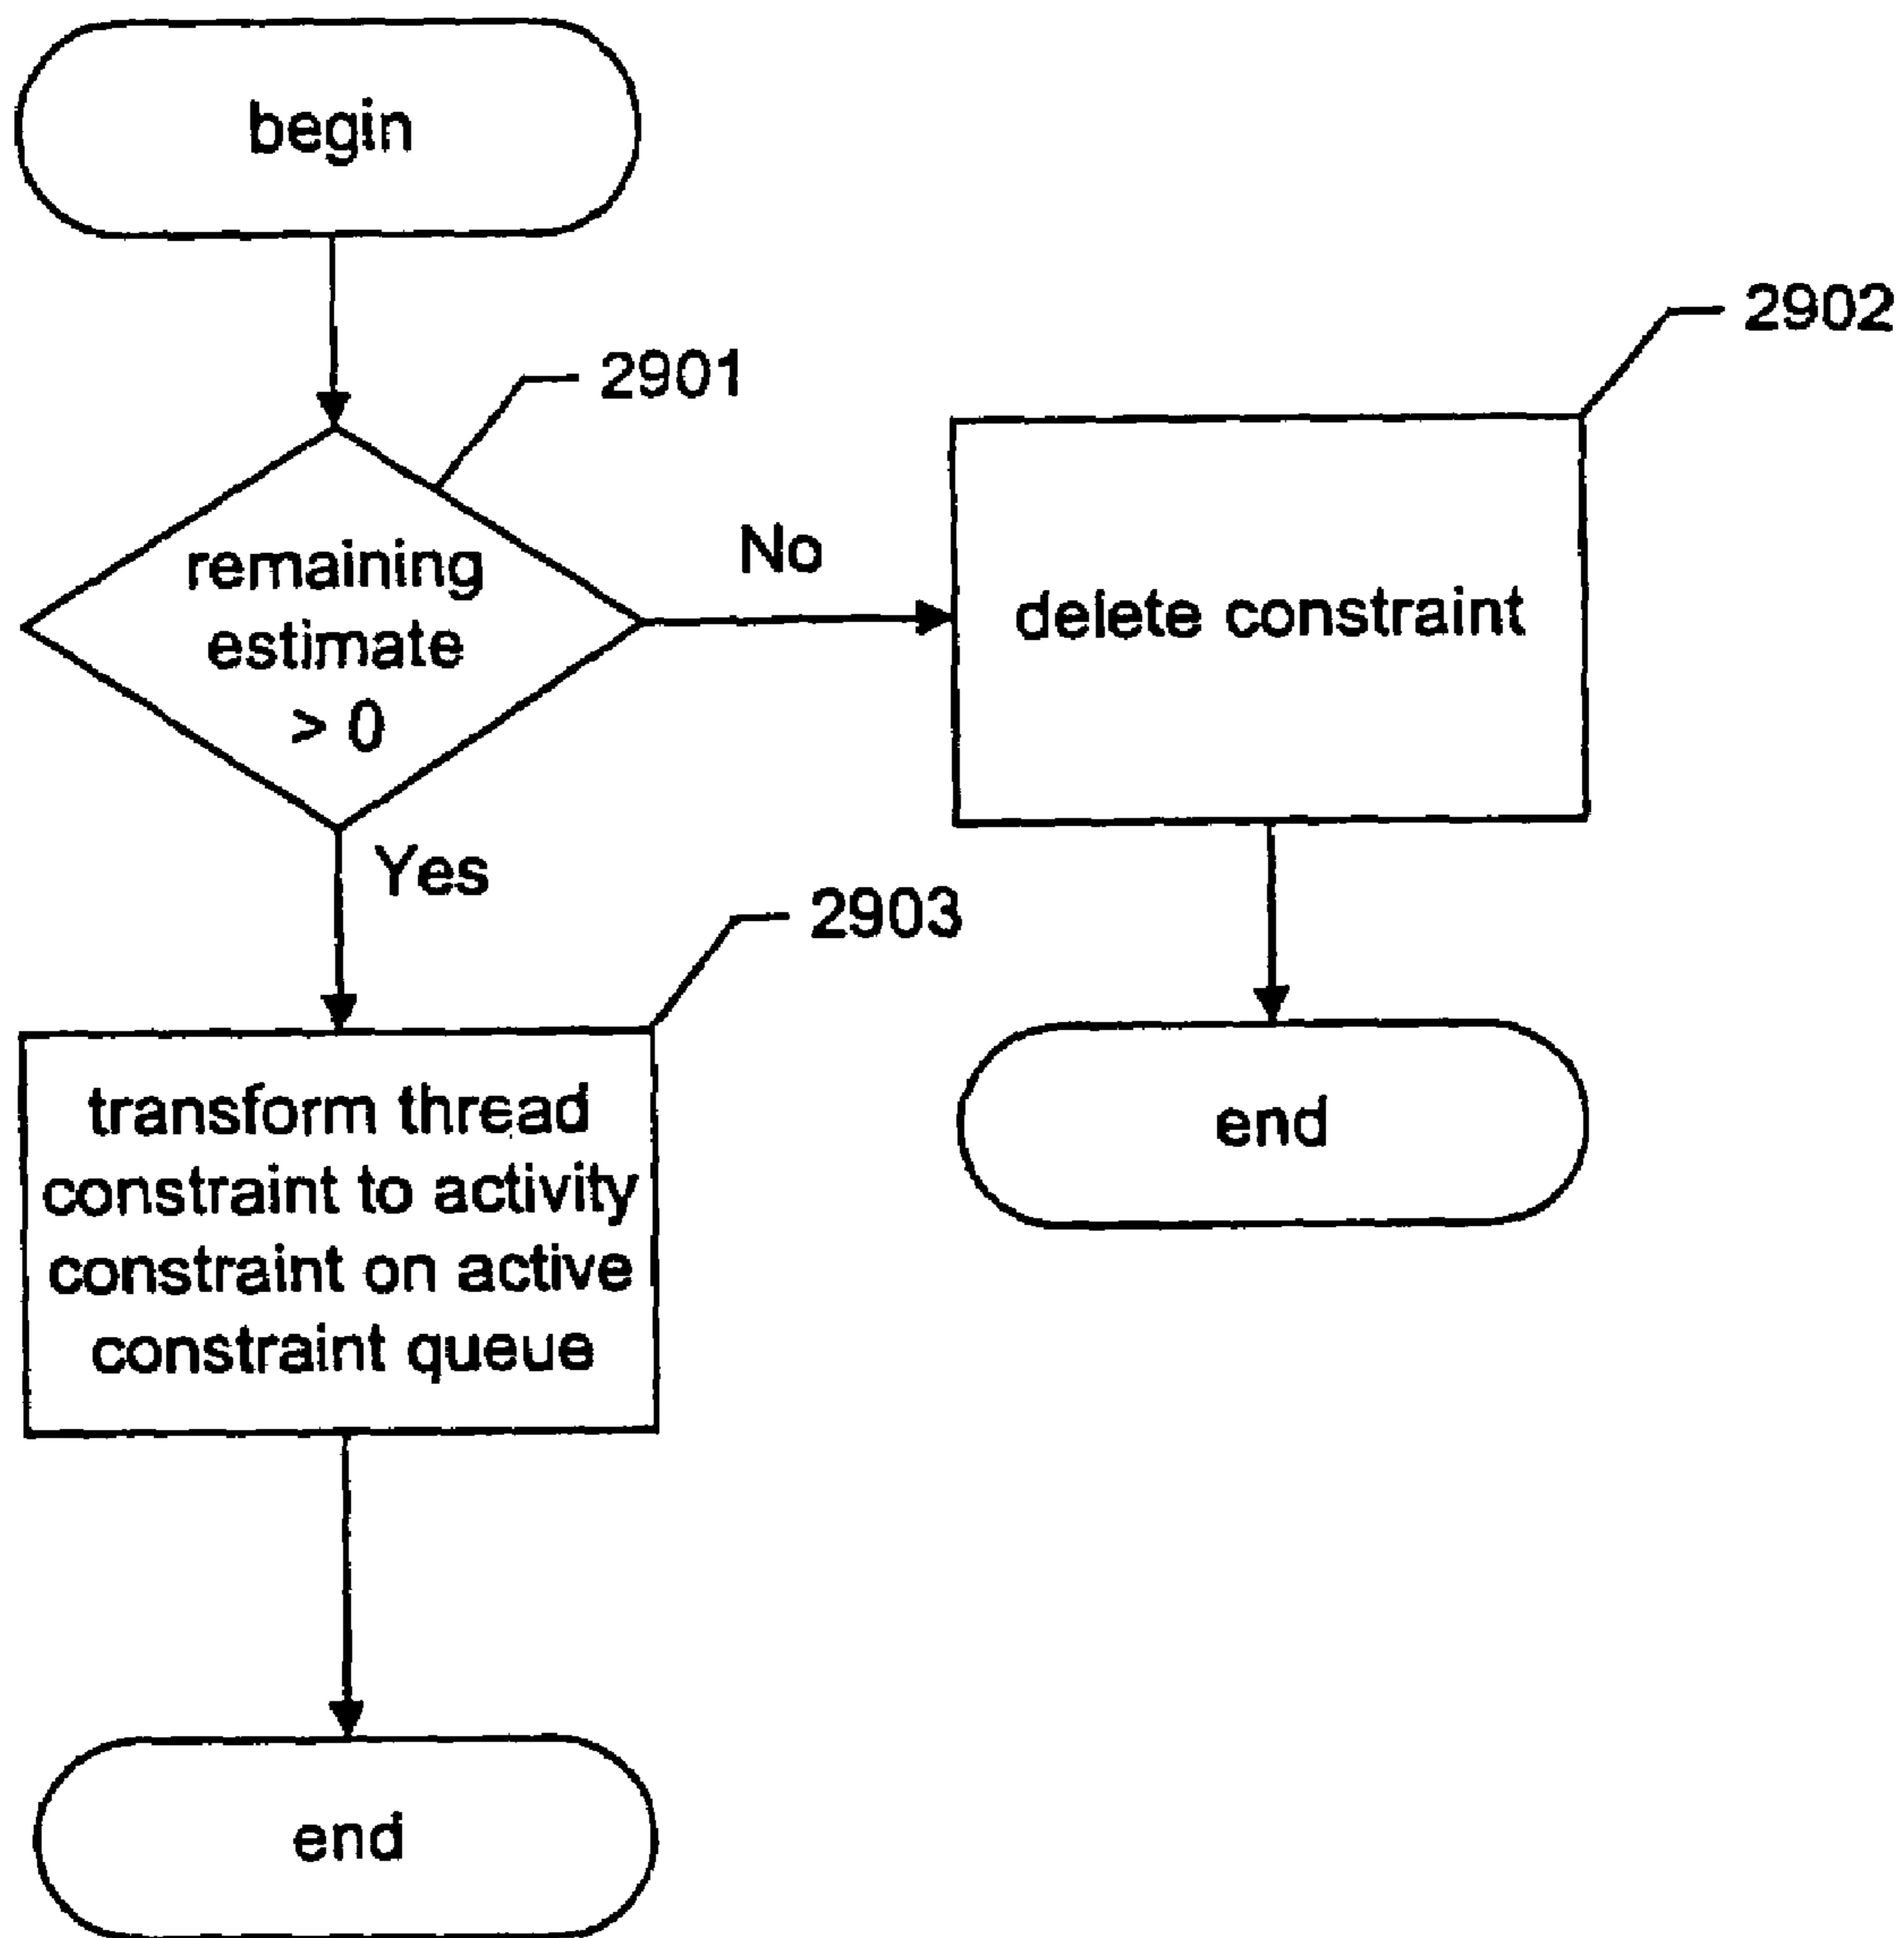 begin
2901
2902
remaining
estimate
> 0
No
delete constraint
Yes
2903
transform thread
constraint to activity
constraint on active
constraint queue
end
end